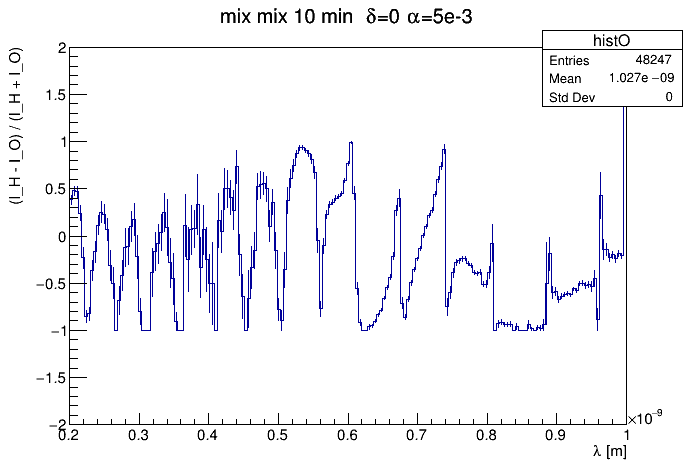 mix mix 10 min δ=0 α=5e-3
histO
Entries 48247
Mean 1.027e−09
Std Dev 0
(I_H - I_O) / (I_H + I_O)
2
1.5
1
0.5
0
−0.5
−1
−1.5
−2
0.2 0.3 0.4 0.5 0.6 0.7 0.8 0.9 1
×10⁻⁹
λ [m]